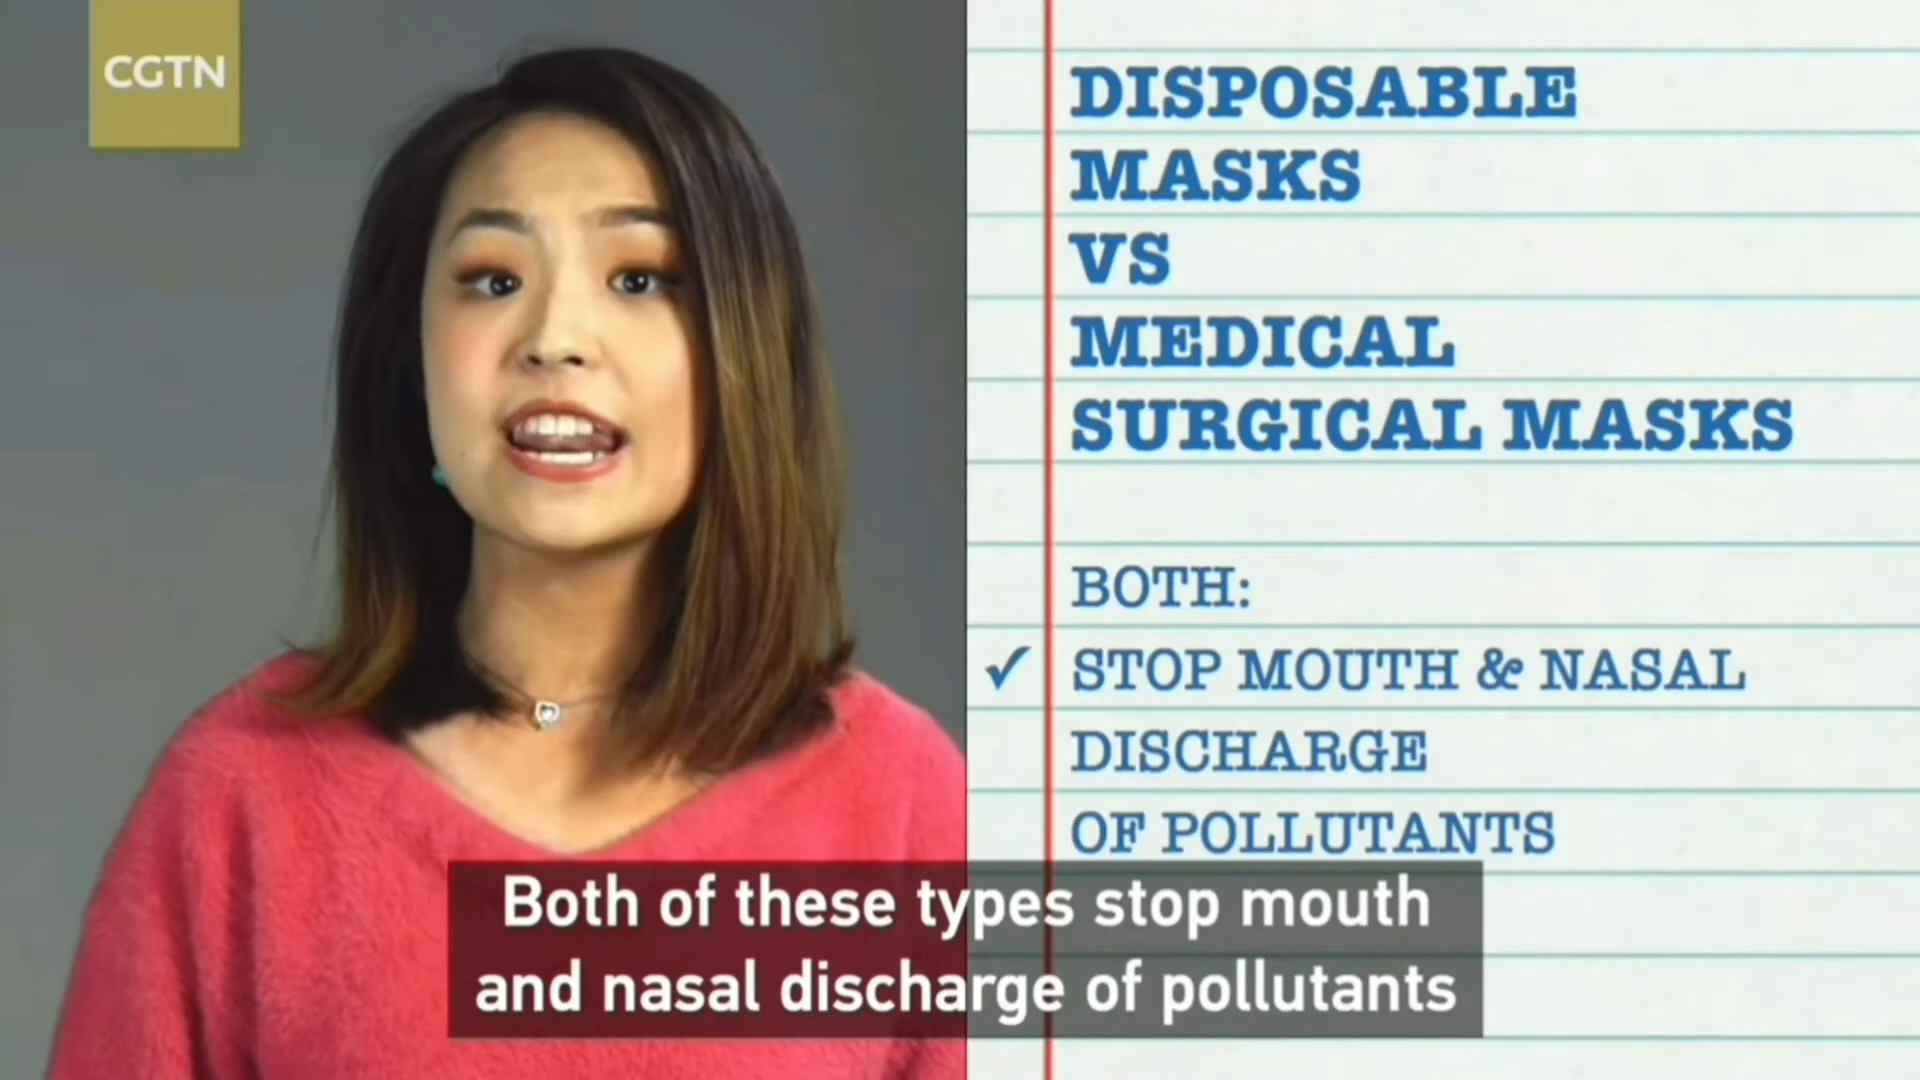 CGTN
DISPOSABLE
MASKS
VS
MEDICAL
SURGICAL MASKS
BOTH:
✓ STOP MOUTH & NASAL
DISCHARGE
OF POLLUTANTS
Both of these types stop mouth
and nasal discharge of pollutants